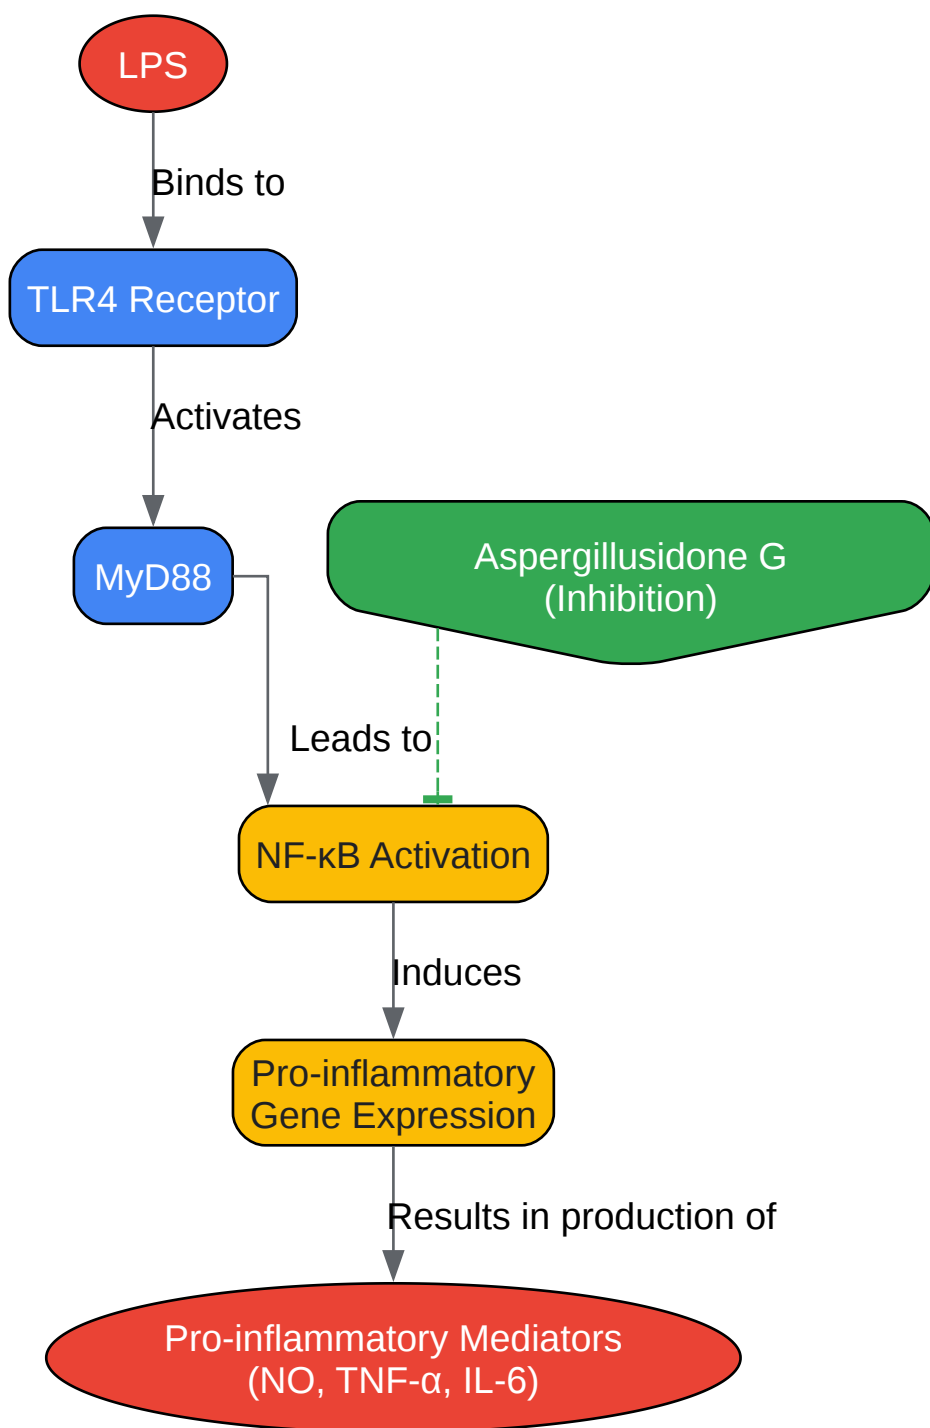 LPS
Binds to
TLR4 Receptor
Activates
MyD88
Aspergillusidone G
(Inhibition)
Leads to
NF-κB Activation
Induces
Pro-inflammatory
Gene Expression
Results in production of
Pro-inflammatory Mediators
(NO, TNF-α, IL-6)